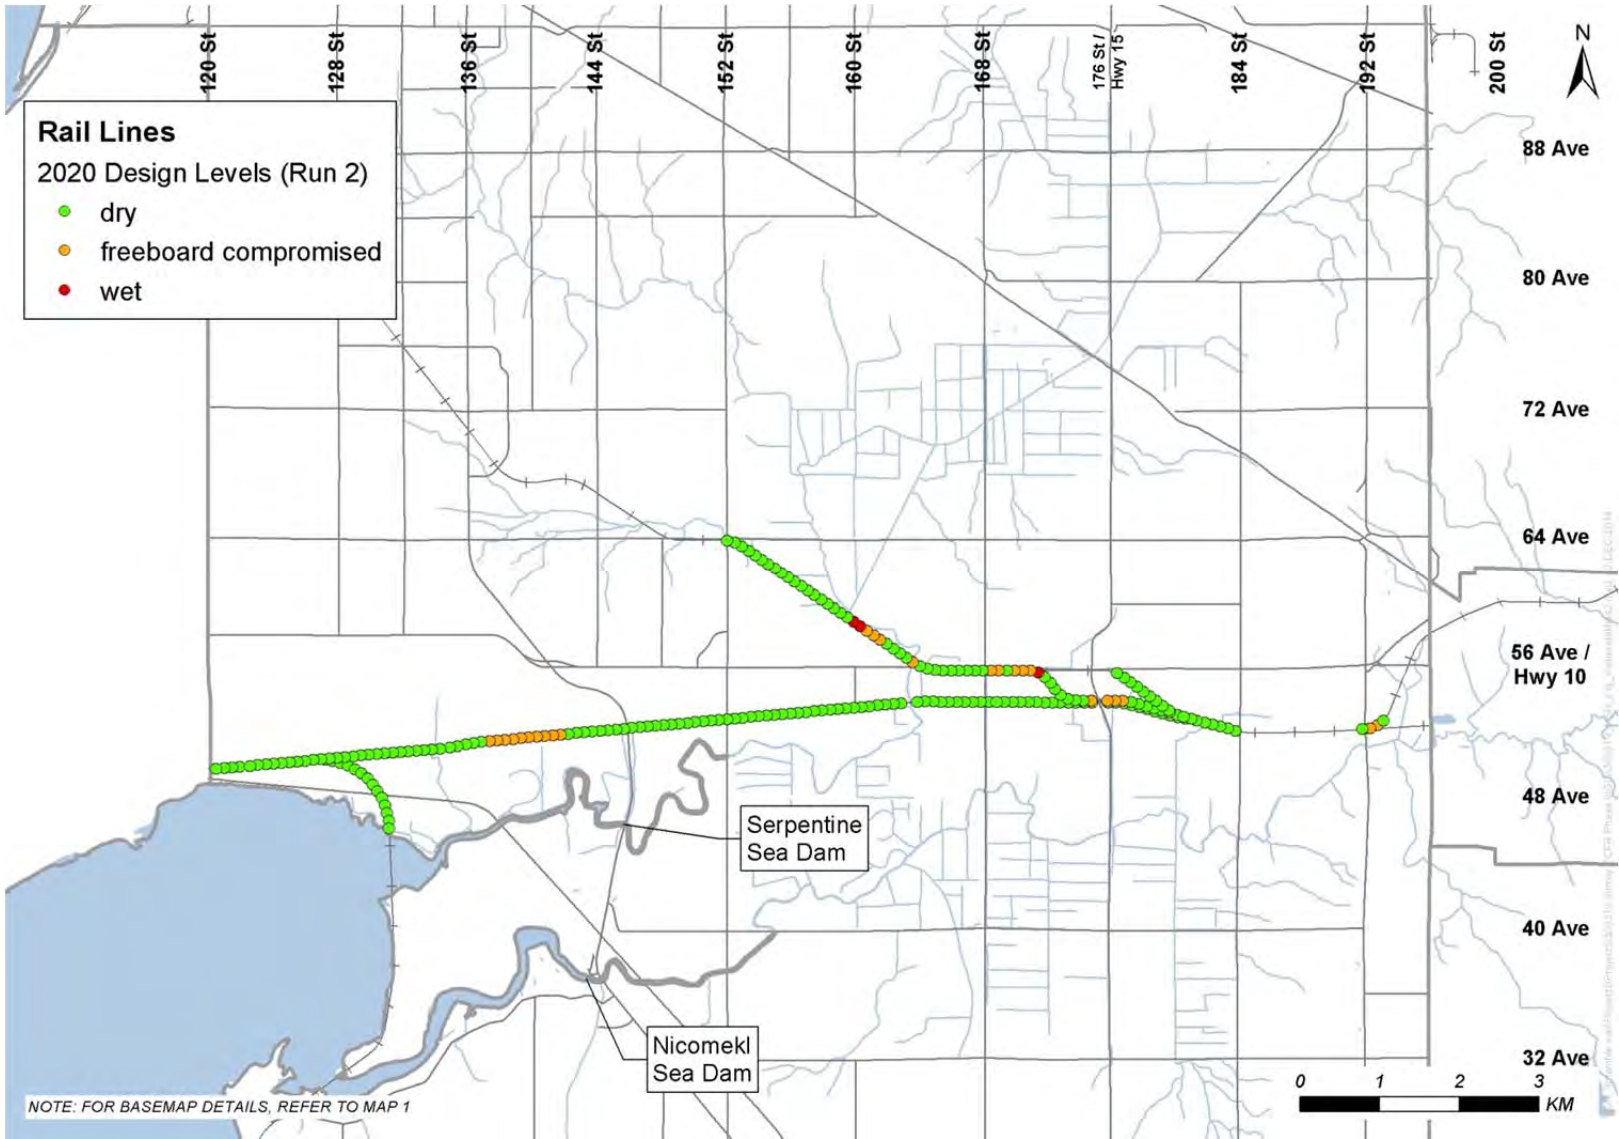 120 St
128 St
136 St
144 St
152 St
160 St
168 St
176 St /
Hwy 15
184 St
192 St
200 St
N
Rail Lines
2020 Design Levels (Run 2)
dry
freeboard compromised
wet
88 Ave
80 Ave
72 Ave
64 Ave
56 Ave /
Hwy 10
48 Ave
40 Ave
32 Ave
Serpentine
Sea Dam
Nicomekl
Sea Dam
NOTE: FOR BASEMAP DETAILS, REFER TO MAP 1
0 1 2 3
KM